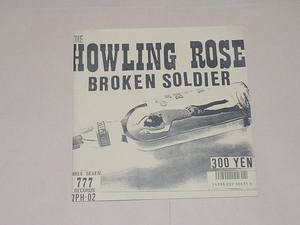 THE
HOWLING ROSE
BROKEN SOLDIER
300 YEN
THREE SEVEN
777
RECORDS
7PH-02